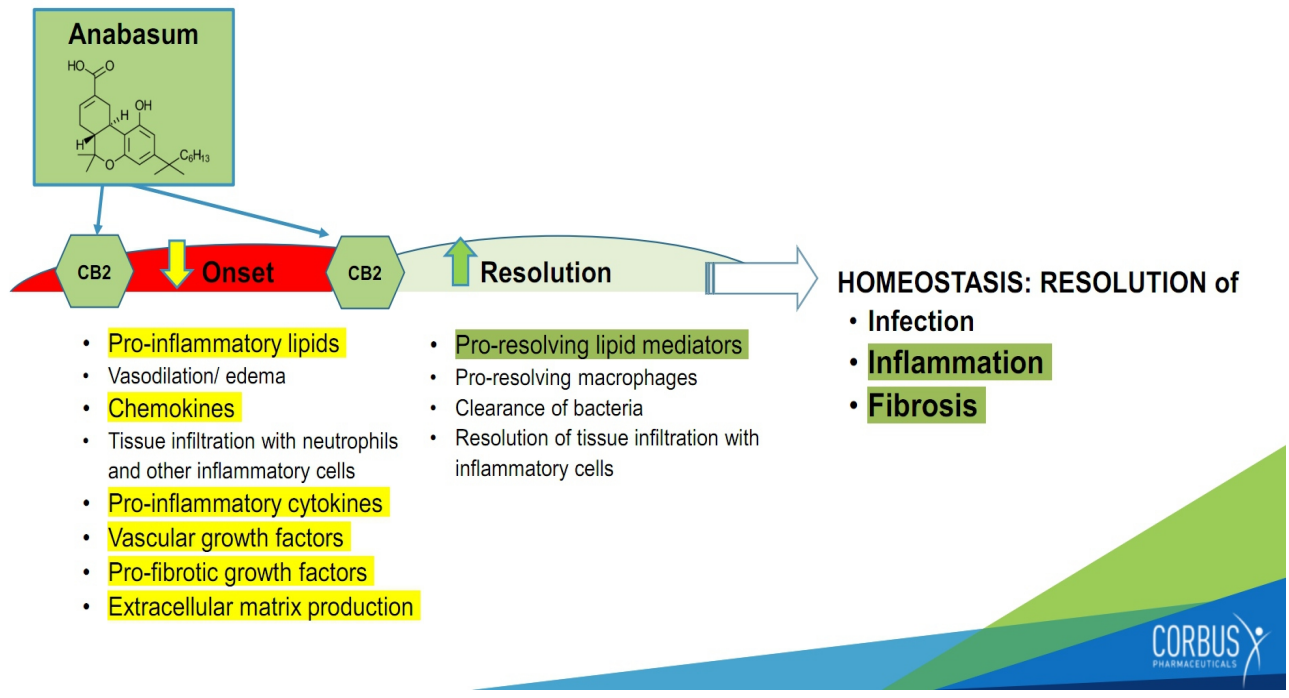 Anabasum
HO
O
H
OH
H
O
C6H13
CB2
Onset
CB2
Resolution
• Pro-inflammatory lipids
• Vasodilation/ edema
• Chemokines
• Tissue infiltration with neutrophils
and other inflammatory cells
• Pro-inflammatory cytokines
• Vascular growth factors
• Pro-fibrotic growth factors
• Extracellular matrix production
• Pro-resolving lipid mediators
• Pro-resolving macrophages
• Clearance of bacteria
• Resolution of tissue infiltration with
inflammatory cells
HOMEOSTASIS: RESOLUTION of
• Infection
• Inflammation
• Fibrosis
CORBUS
PHARMACEUTICALS